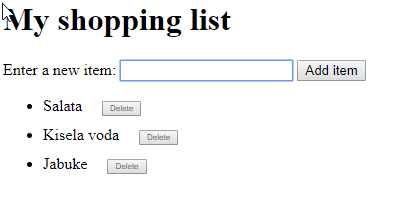 My shopping list
Enter a new item: Add item
Salata Delete
Kisela voda Delete
Jabuke Delete